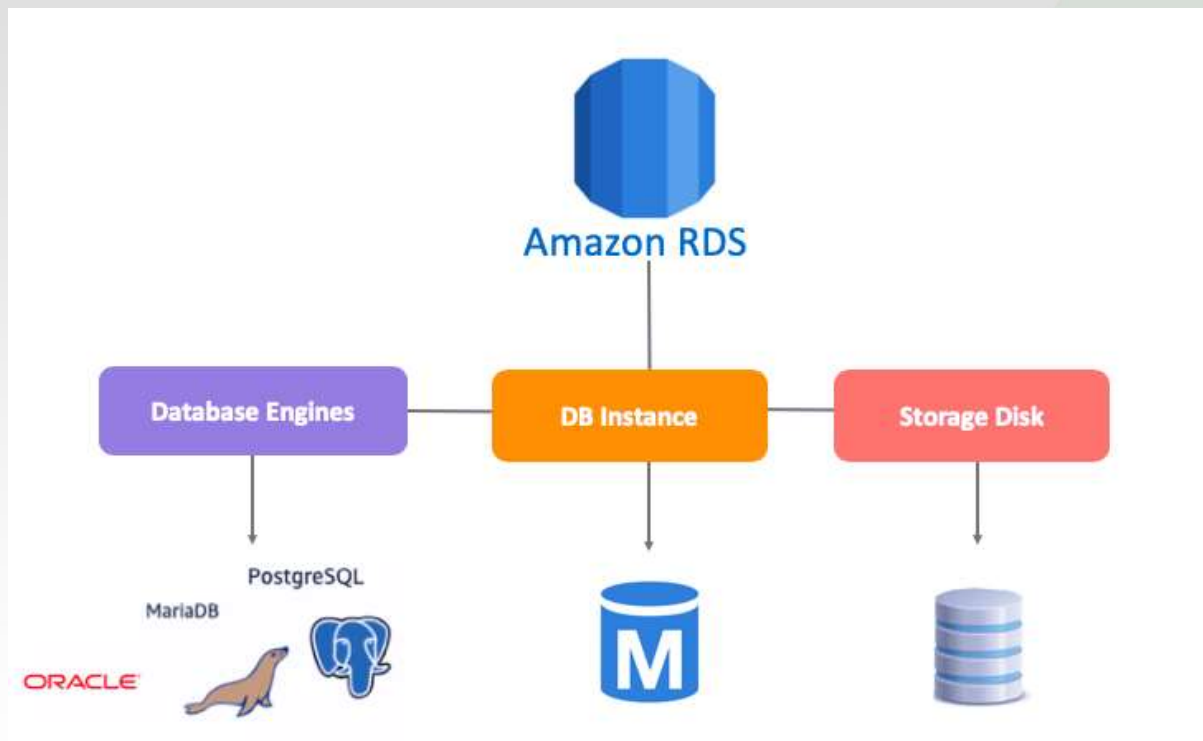 Amazon RDS
Database Engines
DB Instance
Storage Disk
PostgreSQL
MariaDB
ORACLE
M